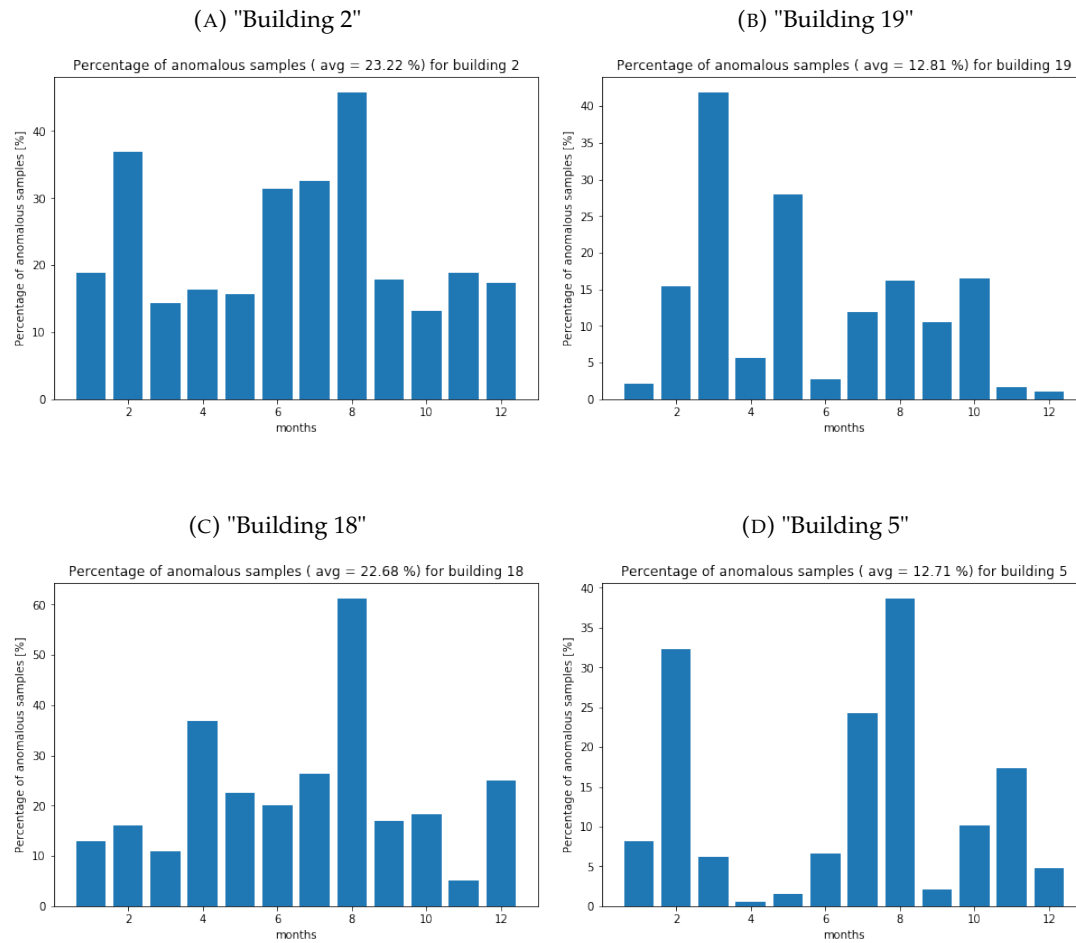 (A) "Building 2"
Percentage of anomalous samples ( avg = 23.22 %) for building 2
Percentage of anomalous samples [%]
40
30
20
10
0
2 4 6 8 10 12
months
(B) "Building 19"
Percentage of anomalous samples ( avg = 12.81 %) for building 19
Percentage of anomalous samples [%]
40
35
30
25
20
15
10
5
0
2 4 6 8 10 12
months
(C) "Building 18"
Percentage of anomalous samples ( avg = 22.68 %) for building 18
Percentage of anomalous samples [%]
60
50
40
30
20
10
0
2 4 6 8 10 12
months
(D) "Building 5"
Percentage of anomalous samples ( avg = 12.71 %) for building 5
Percentage of anomalous samples [%]
40
35
30
25
20
15
10
5
0
2 4 6 8 10 12
months